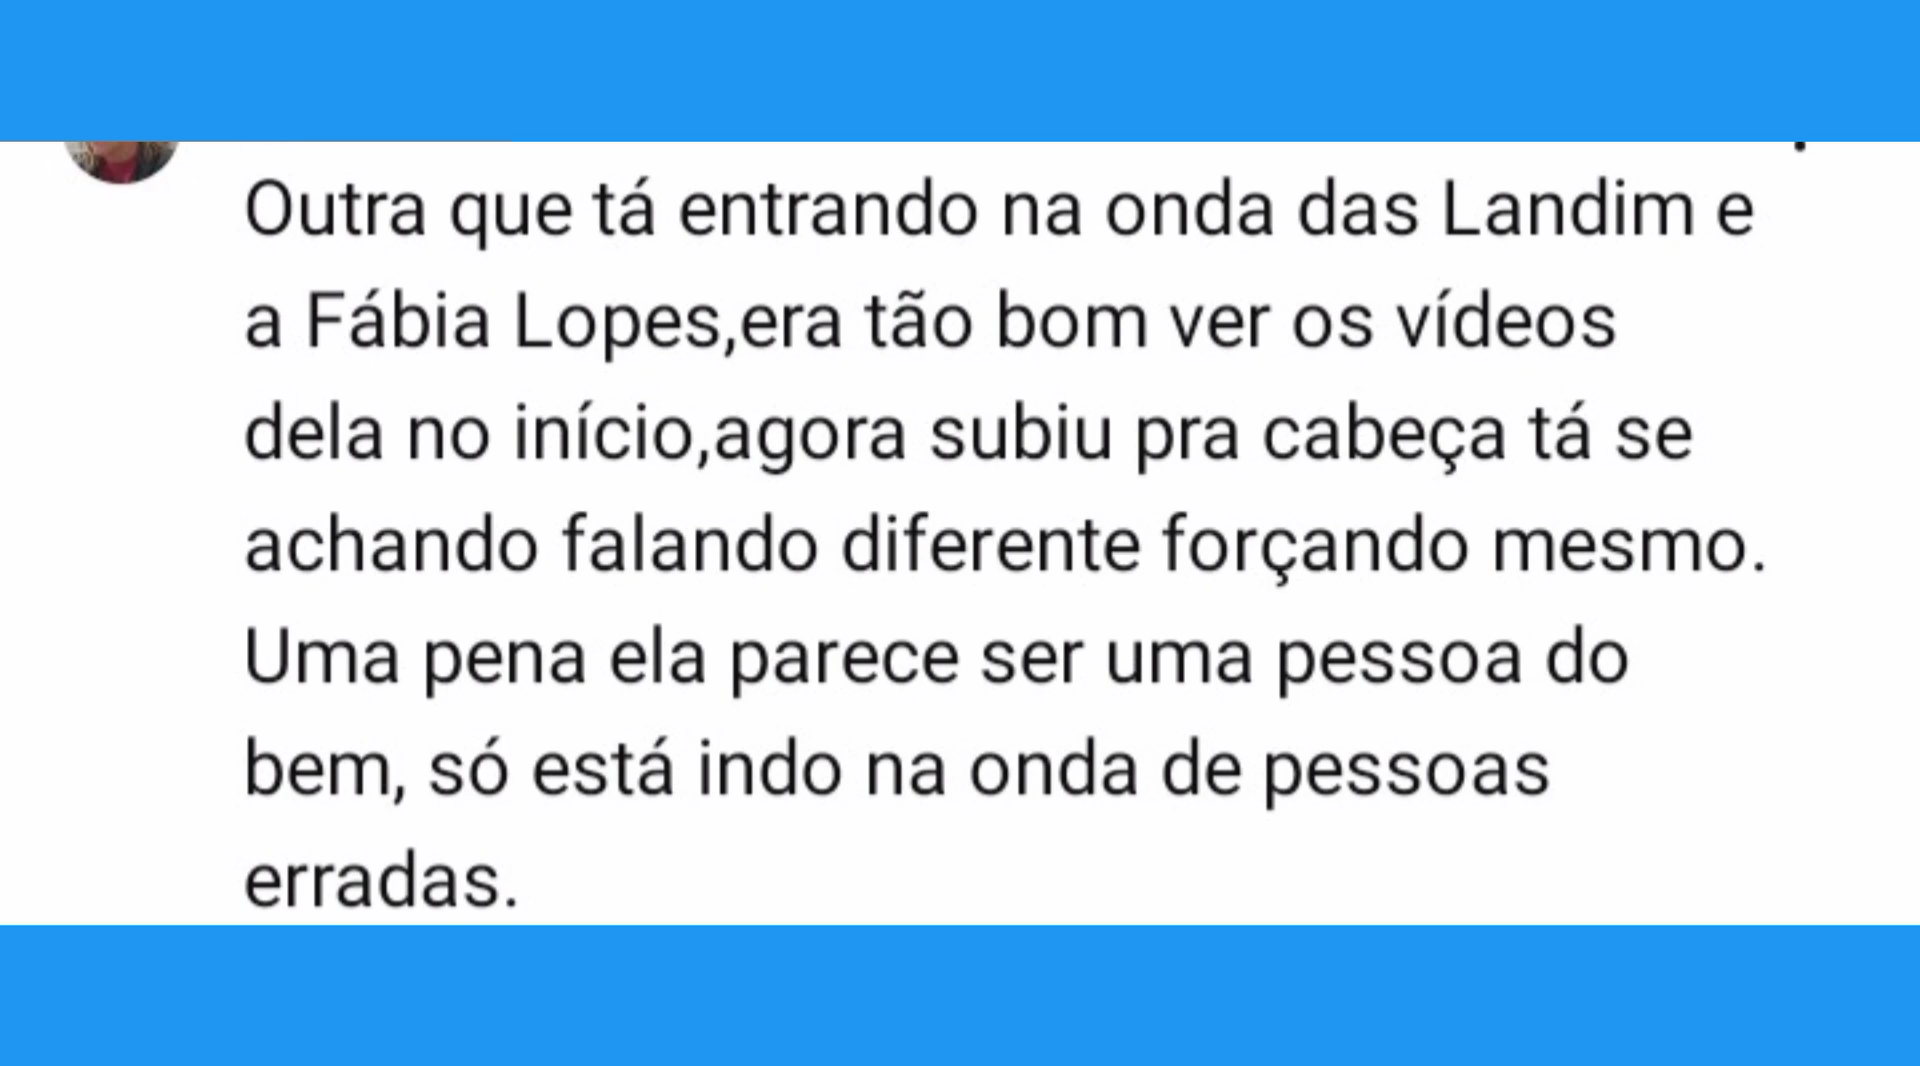 Outra que tá entrando na onda das Landim e
a Fábia Lopes,era tão bom ver os vídeos
dela no início,agora subiu pra cabeça tá se
achando falando diferente forçando mesmo.
Uma pena ela parece ser uma pessoa do
bem, só está indo na onda de pessoas
erradas.